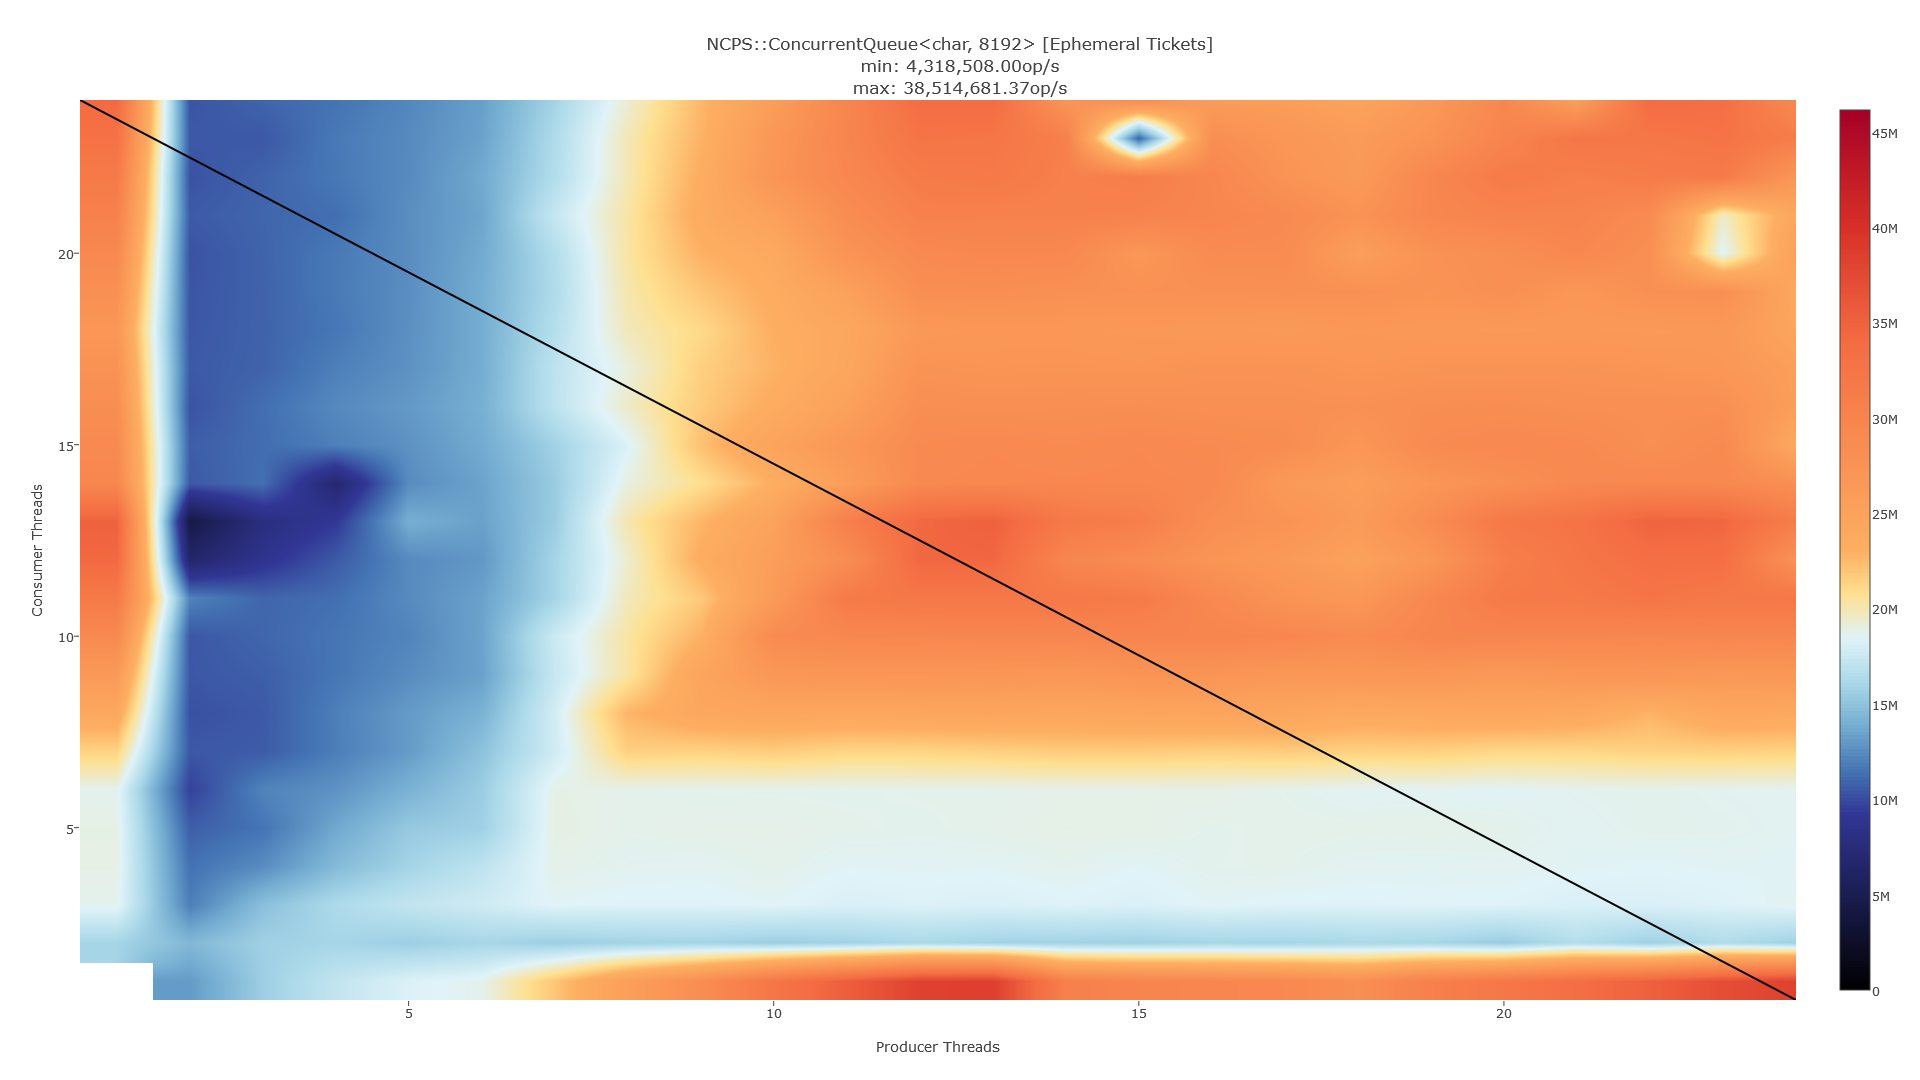 NCPS::ConcurrentQueue<char, 8192> [Ephemeral Tickets]
min: 4,318,508.00op/s
max: 38,514,681.37op/s
45M
40M
35M
30M
25M
20M
15M
10M
5M
0
Consumer Threads
20
15
10
5
5
10
15
20
Producer Threads